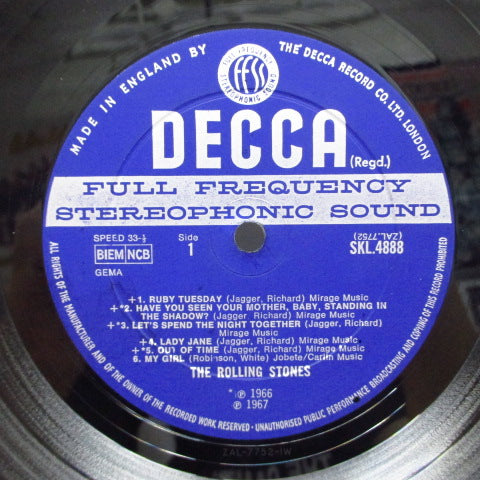 MADE IN ENGLAND BY
THE DECCA RECORD CO. LTD. LONDON
FULL FREQUENCY
ffss
STEREOPHONIC SOUND
DECCA (Regd.)
FULL FREQUENCY
STEREOPHONIC SOUND
SPEED 33-⅓
Side
1
(ZAL.7752)
SKL.4888
BIEM NCB
GEMA
+1. RUBY TUESDAY (Jagger, Richard) Mirage Music
+*2. HAVE YOU SEEN YOUR MOTHER, BABY, STANDING IN
THE SHADOW? (Jagger, Richard) Mirage Music
+*3. LET'S SPEND THE NIGHT TOGETHER (Jagger, Richard)
Mirage Music
+4. LADY JANE (Jagger, Richard) Mirage Music
+*5. OUT OF TIME (Jagger, Richard) Mirage Music
6. MY GIRL (Robinson, White) Jobete/Carlin Music
THE ROLLING STONES
*℗ 1966
℗ 1967
ALL RIGHTS OF THE MANUFACTURER AND OF THE OWNER OF THE RECORDED WORK RESERVED · UNAUTHORISED PUBLIC PERFORMANCE BROADCASTING AND COPYING OF THIS RECORD PROHIBITED
ZAL-7752-1W